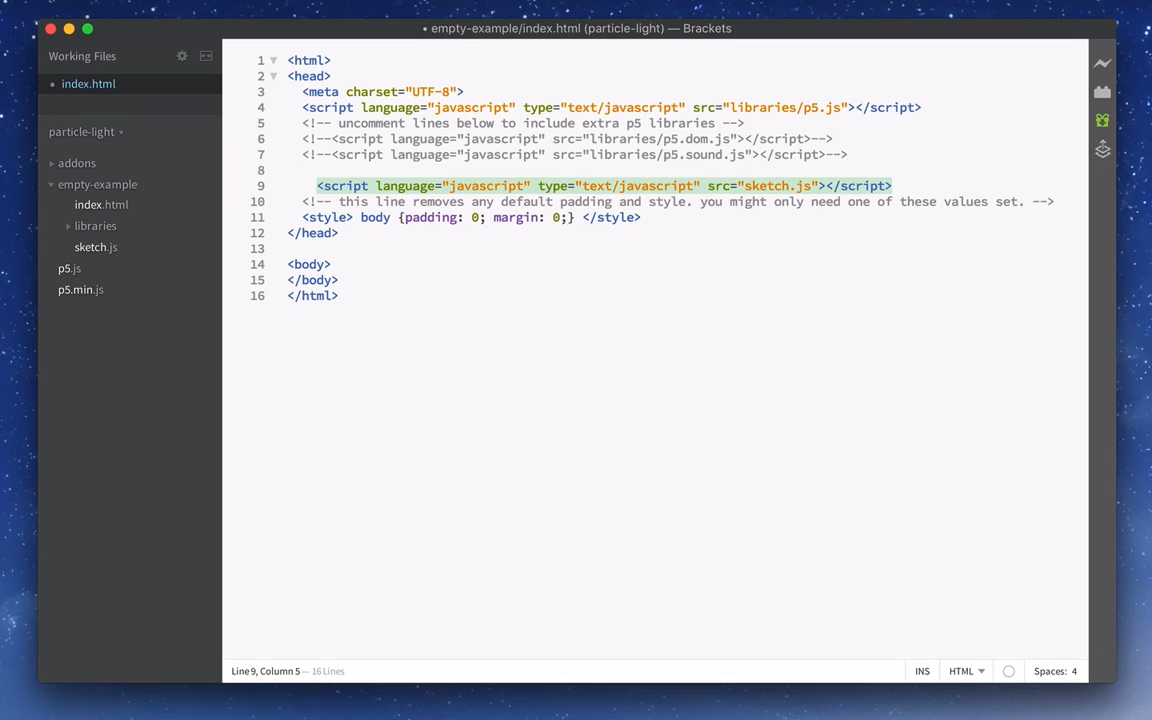 • empty-example/index.html (particle-light) — Brackets
Working Files
• index.html
particle-light
addons
empty-example
index.html
libraries
sketch.js
p5.js
p5.min.js
1 <html>
2 <head>
3 <meta charset="UTF-8">
4 <script language="javascript" type="text/javascript" src="libraries/p5.js"></script>
5 <!-- uncomment lines below to include extra p5 libraries -->
6 <!--<script language="javascript" src="libraries/p5.dom.js"></script>-->
7 <!--<script language="javascript" src="libraries/p5.sound.js"></script>-->
8
9 <script language="javascript" type="text/javascript" src="sketch.js"></script>
10 <!-- this line removes any default padding and style. you might only need one of these values set. -->
11 <style> body {padding: 0; margin: 0;} </style>
12 </head>
13
14 <body>
15 </body>
16 </html>
Line 9, Column 5 — 16 Lines
INS
HTML
Spaces: 4